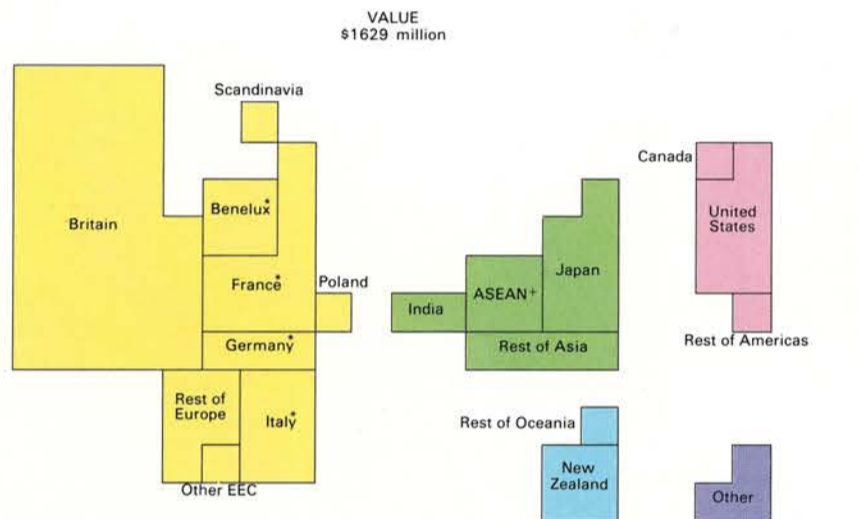 VALUE
$1629 million
Scandinavia
Canada
Benelux*
United
States
Britain
Japan
France*
Poland
ASEAN+
India
Rest of Americas
Germany*
Rest of Asia
Rest of
Europe
Italy*
Rest of Oceania
New
Zealand
Other
Other EEC